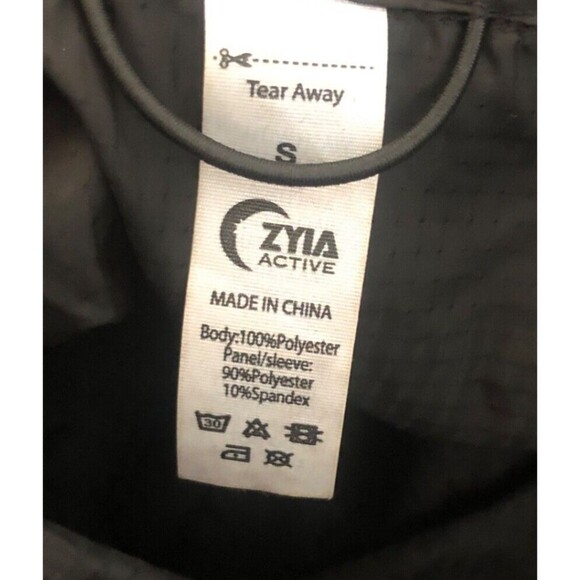 Tear Away
S
ZYIA
ACTIVE
MADE IN CHINA
Body:100%Polyester
Panel/sleeve:
90%Polyester
10%Spandex
30